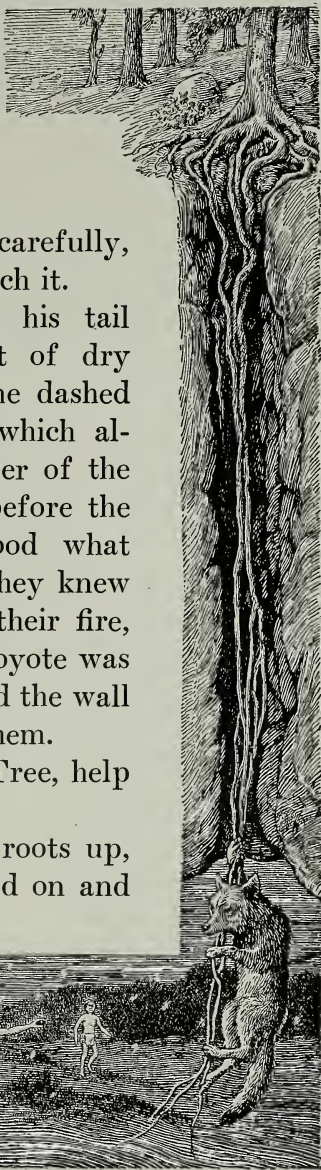 carefully,
ch it.
his tail
t of dry
he dashed
which al-
er of the
before the
ood what
hey knew
their fire,
oyote was
d the wall
hem.
Tree, help
roots up,
d on and